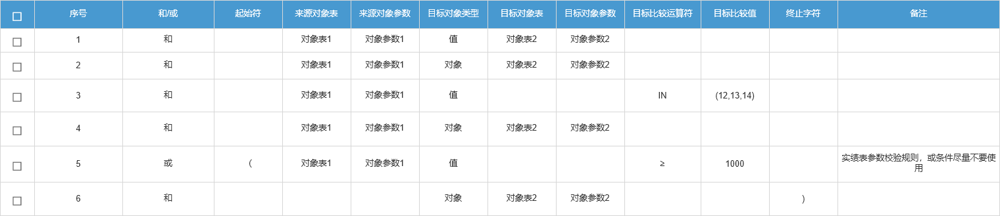 序号 和/或 起始符 来源对象表 来源对象参数 目标对象类型 目标对象表 目标对象参数 目标比较运算符 目标比较值 终止字符 备注
1 和 对象表1 对象参数1 值 对象表2 对象参数2
2 和 对象表1 对象参数1 对象 对象表2 对象参数2
3 和 对象表1 对象参数1 值 IN (12,13,14)
4 和 对象表1 对象参数1 对象 对象表2 对象参数2
5 或 ( 对象表1 对象参数1 值 ≥ 1000 实绩表参数校验规则，或条件尽量不要使
用
6 和 对象 对象表2 对象参数2 )